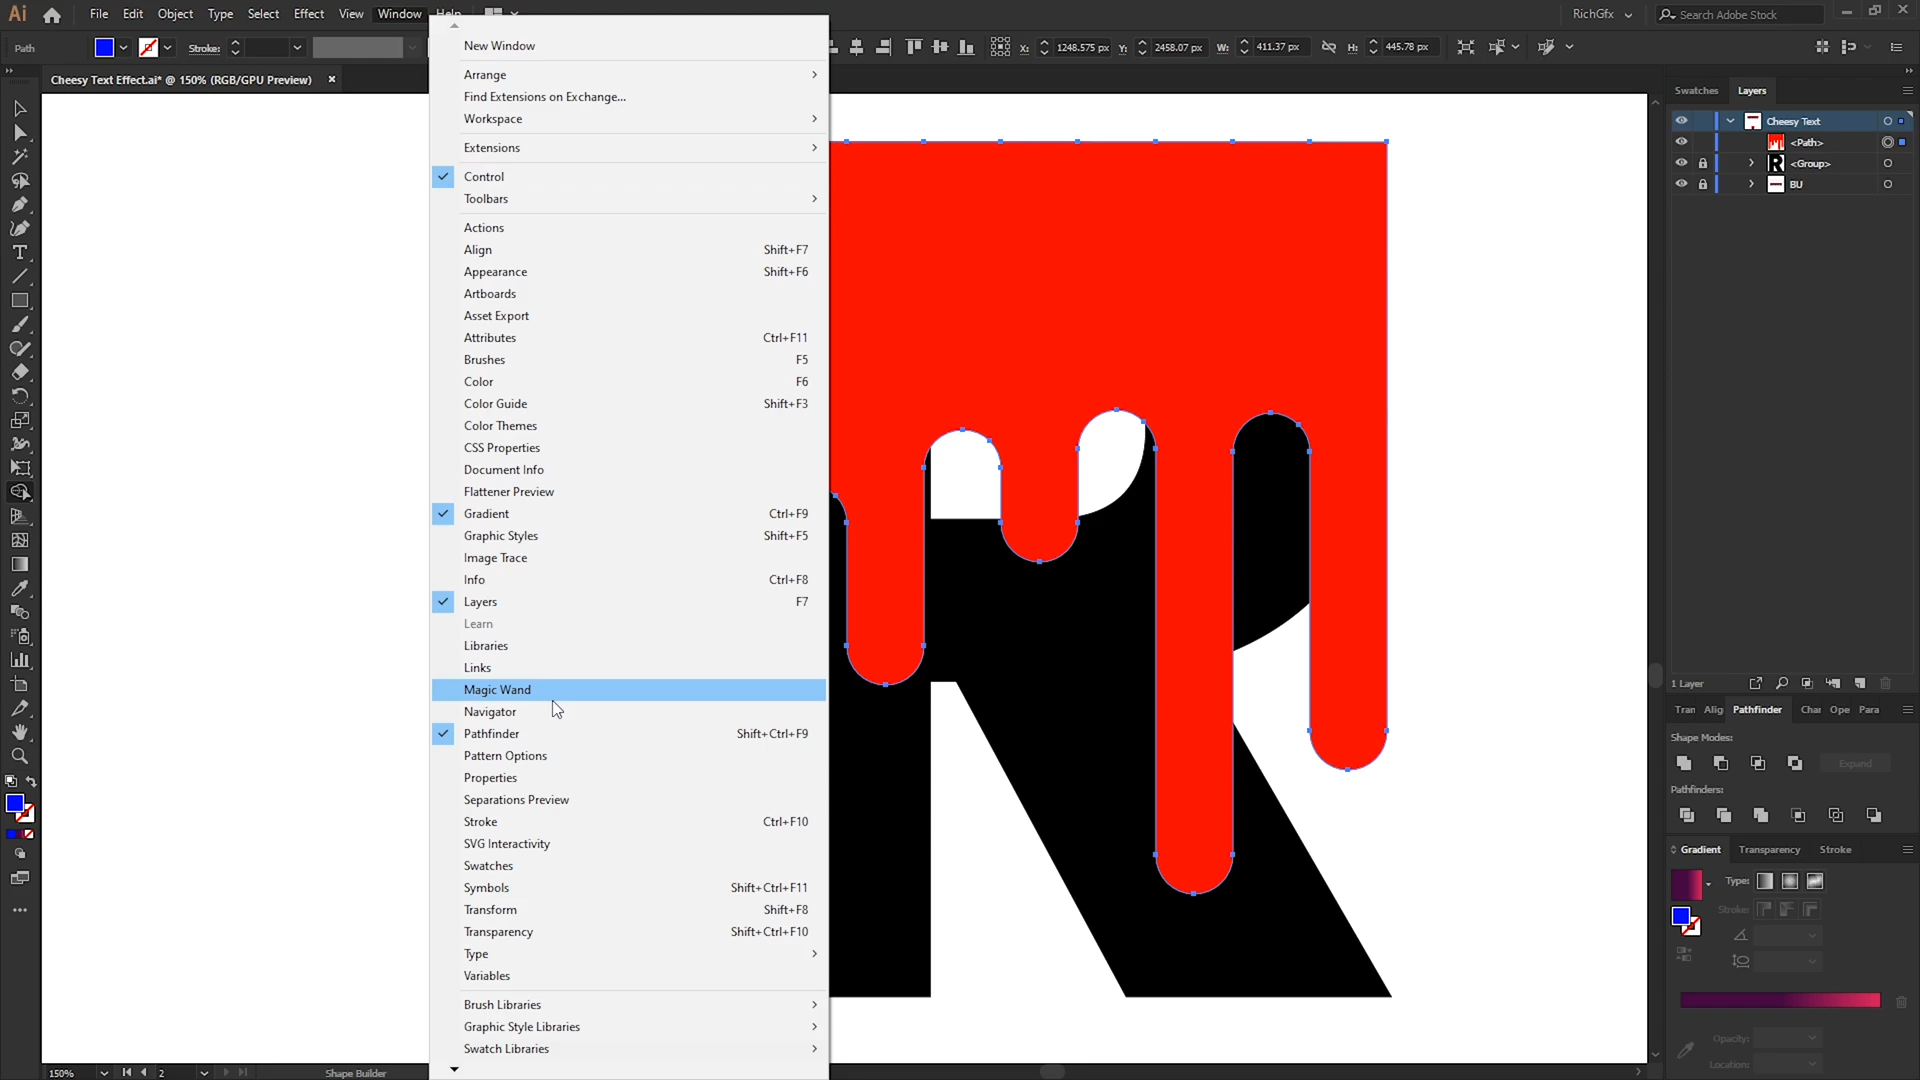 Ai File Edit Object Type Select Effect View Window Help RichGfx Search Adobe Stock
Path Stroke: X: 1248.575 px Y: 2458.07 px W: 411.37 px H: 445.78 px
Cheesy Text Effect.ai* @ 150% (RGB/GPU Preview) ×
New Window
Arrange
Find Extensions on Exchange...
Workspace
Extensions
Control
Toolbars
Actions
Align Shift+F7
Appearance Shift+F6
Artboards
Asset Export
Attributes Ctrl+F11
Brushes F5
Color F6
Color Guide Shift+F3
Color Themes
CSS Properties
Document Info
Flattener Preview
Gradient Ctrl+F9
Graphic Styles Shift+F5
Image Trace
Info Ctrl+F8
Layers F7
Learn
Libraries
Links
Magic Wand
Navigator
Pathfinder Shift+Ctrl+F9
Pattern Options
Properties
Separations Preview
Stroke Ctrl+F10
SVG Interactivity
Swatches
Symbols Shift+Ctrl+F11
Transform Shift+F8
Transparency Shift+Ctrl+F10
Type
Variables
Brush Libraries
Graphic Style Libraries
Swatch Libraries
Swatches Layers
Cheesy Text
<Path>
<Group>
BU
1 Layer
Tran Alig Pathfinder Char Ope Para
Shape Modes:
Expand
Pathfinders:
Gradient Transparency Stroke
Type:
Stroke:
Opacity:
Location:
150% 2 Shape Builder